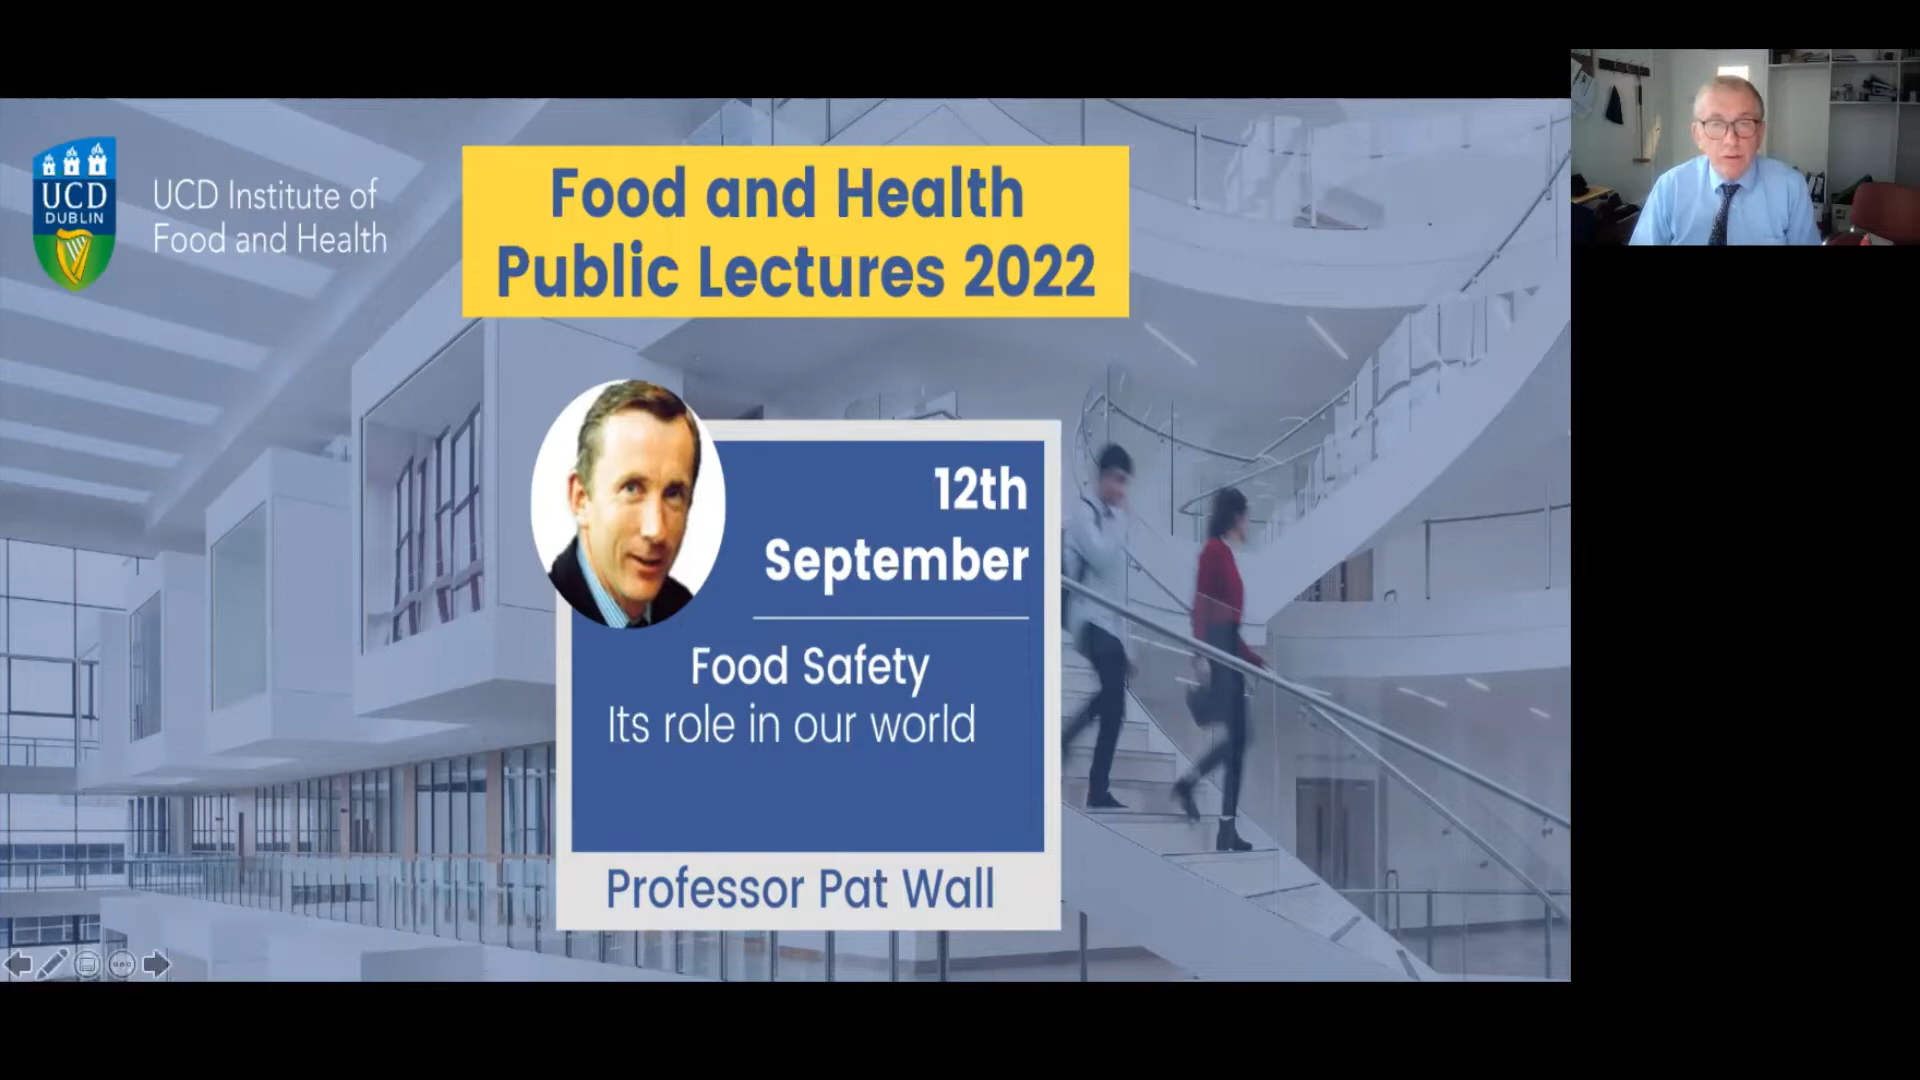 UCD
DUBLIN
UCD Institute of
Food and Health
Food and Health
Public Lectures 2022
12th
September
Food Safety
Its role in our world
Professor Pat Wall